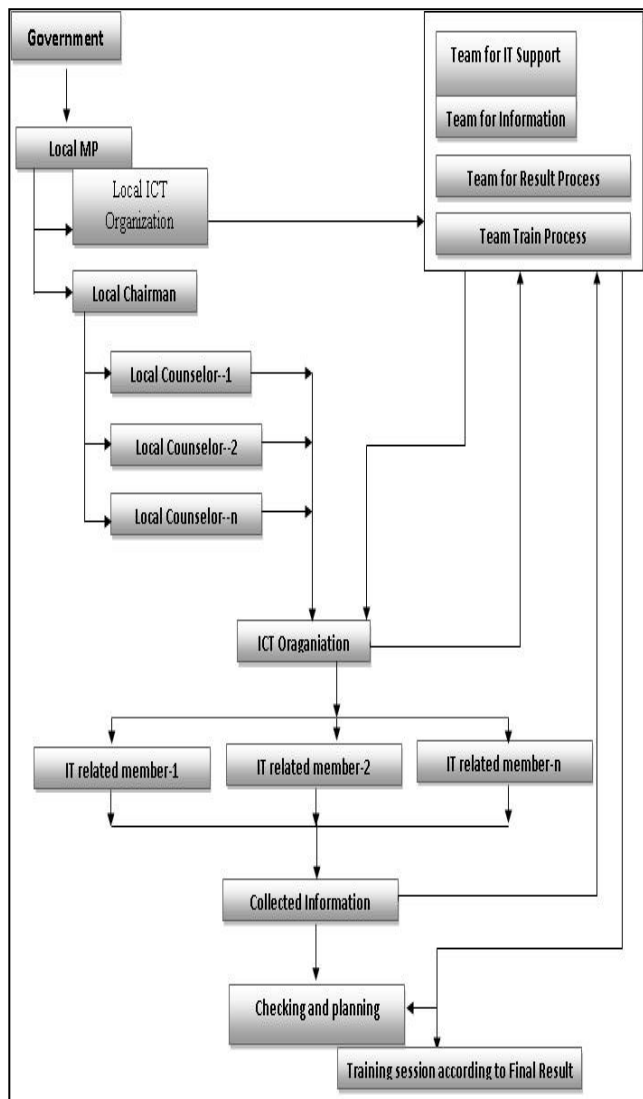 Government
Team for IT Support
Team for Information
Local MP
Local ICT
Organization
Team for Result Process
Team Train Process
Local Chairman
Local Counselor--1
Local Counselor--2
Local Counselor--n
ICT Oraganiation
IT related member-1
IT related member-2
IT related member-n
Collected Information
Checking and planning
Training session according to Final Result